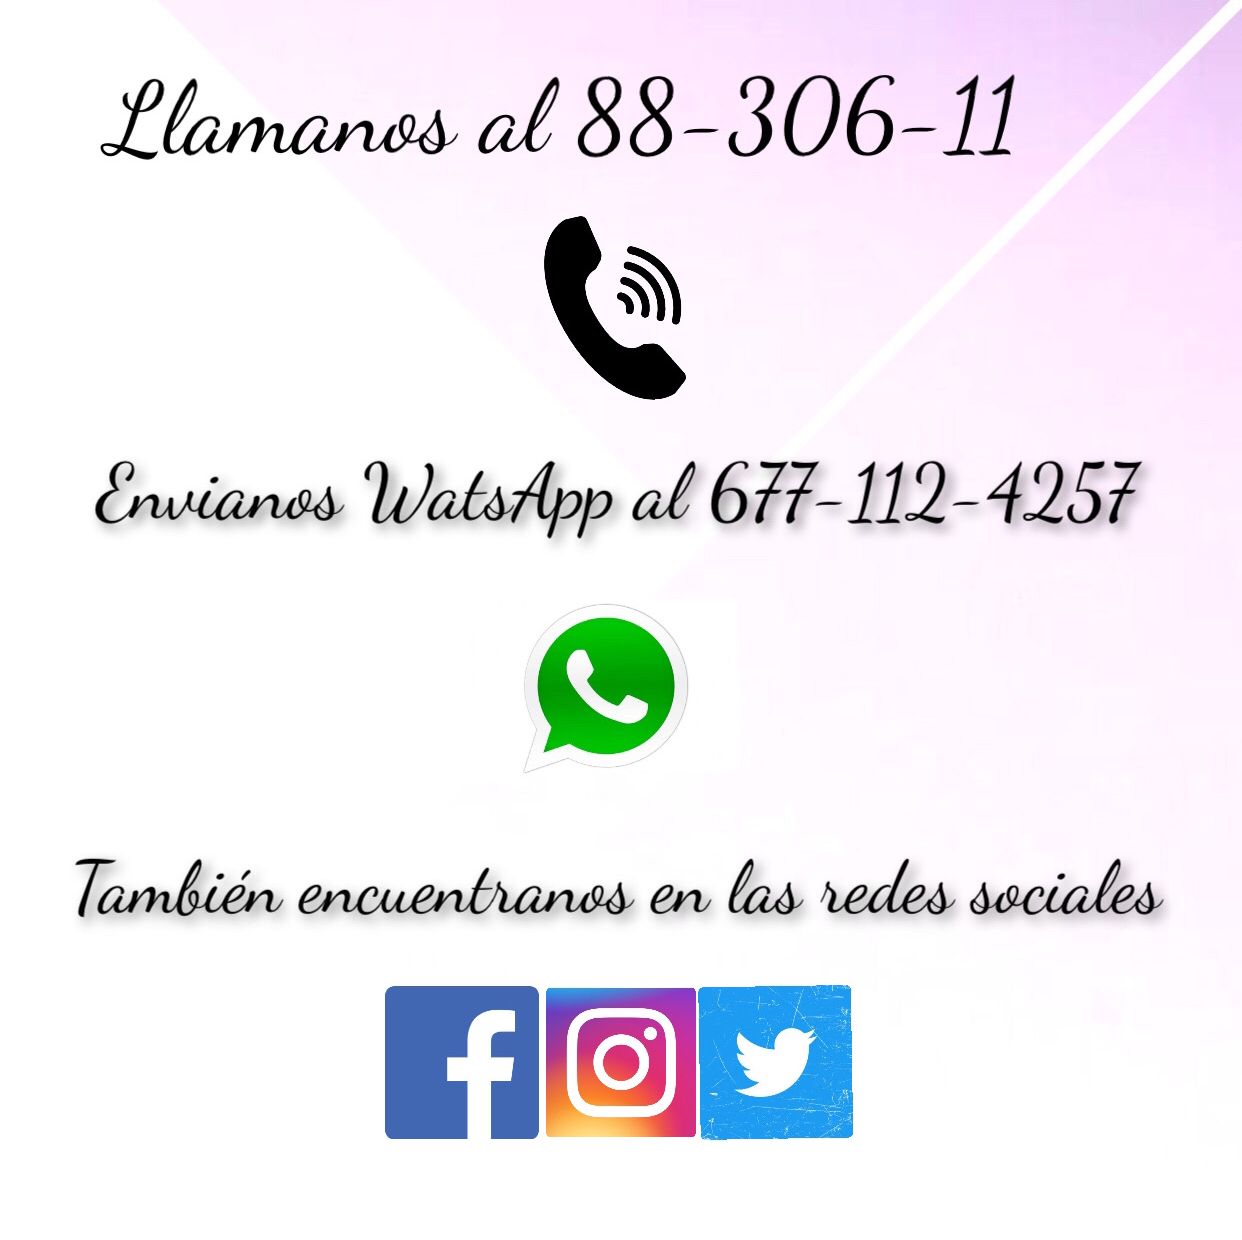 Llamanos al 88-306-11
Envianos WatsApp al 677-112-4257
También encuentranos en las redes sociales